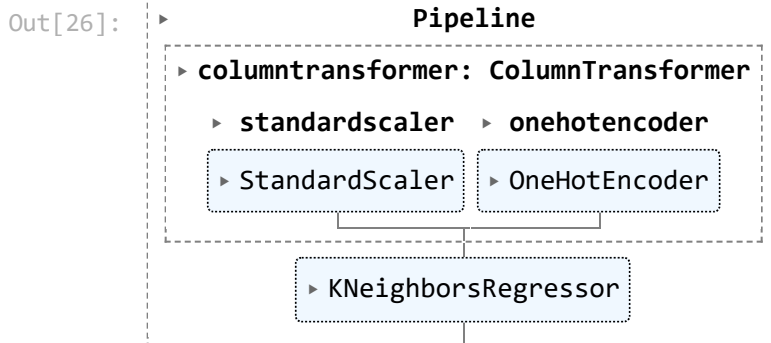 Out[26]: ▸ Pipeline
▸ columntransformer: ColumnTransformer
▸ standardscaler ▸ onehotencoder
▸ StandardScaler ▸ OneHotEncoder
▸ KNeighborsRegressor